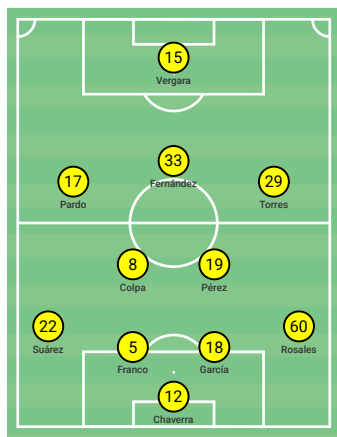 15
Vergara
33
Fernández
17
Pardo
29
Torres
8
Colpa
19
Pérez
22
Suárez
60
Rosales
5
Franco
18
García
12
Chaverra